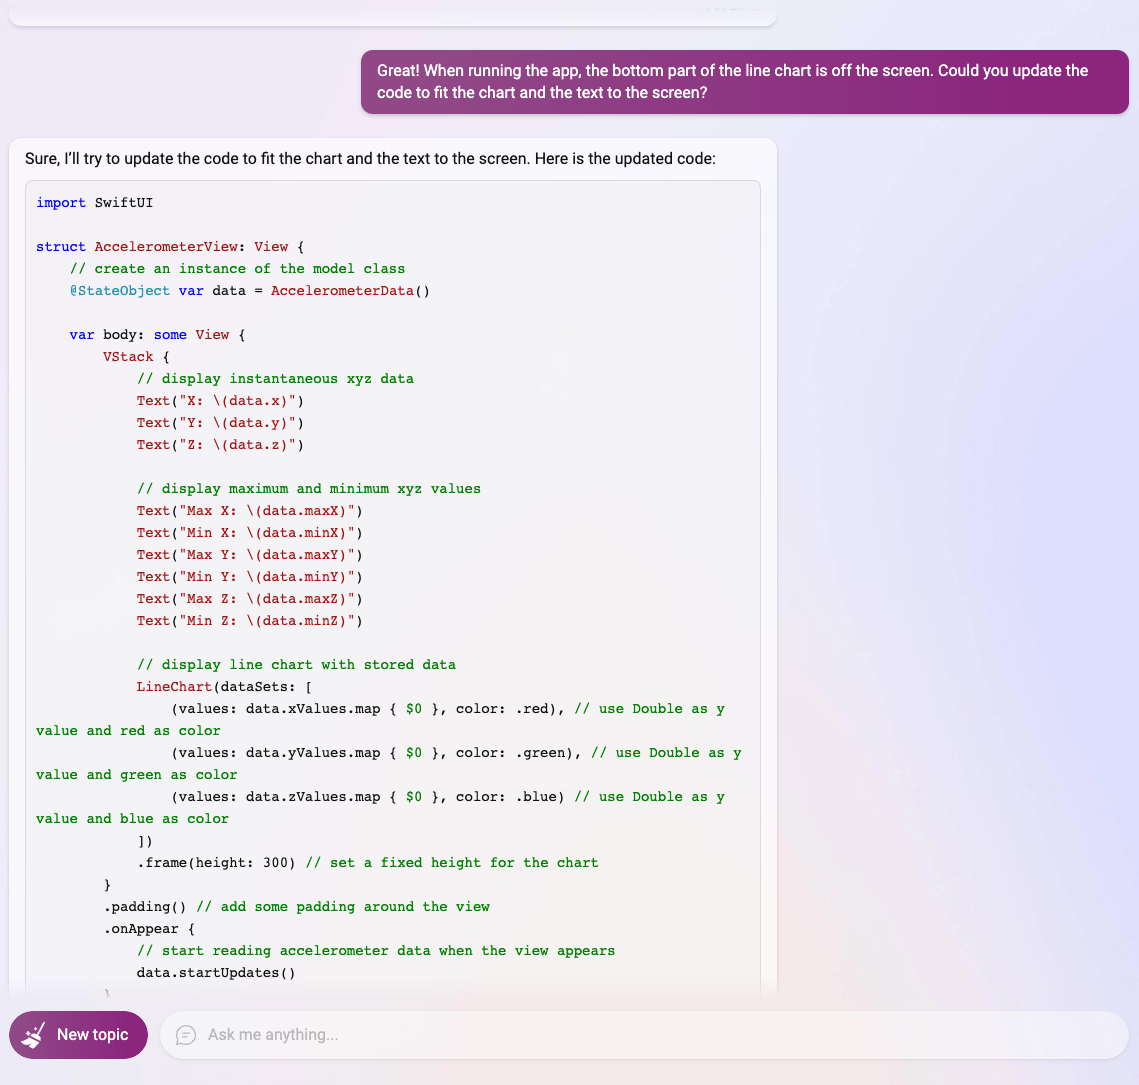 Great! When running the app, the bottom part of the line chart is off the screen. Could you update the
code to fit the chart and the text to the screen?
Sure, I’ll try to update the code to fit the chart and the text to the screen. Here is the updated code:
import SwiftUI
struct AccelerometerView: View {
    // create an instance of the model class
    @StateObject var data = AccelerometerData()
    var body: some View {
        VStack {
            // display instantaneous xyz data
            Text("X: \(data.x)")
            Text("Y: \(data.y)")
            Text("Z: \(data.z)")
            // display maximum and minimum xyz values
            Text("Max X: \(data.maxX)")
            Text("Min X: \(data.minX)")
            Text("Max Y: \(data.maxY)")
            Text("Min Y: \(data.minY)")
            Text("Max Z: \(data.maxZ)")
            Text("Min Z: \(data.minZ)")
            // display line chart with stored data
            LineChart(dataSets: [
                (values: data.xValues.map { $0 }, color: .red), // use Double as y
value and red as color
                (values: data.yValues.map { $0 }, color: .green), // use Double as y
value and green as color
                (values: data.zValues.map { $0 }, color: .blue) // use Double as y
value and blue as color
            ])
            .frame(height: 300) // set a fixed height for the chart
        }
        .padding() // add some padding around the view
        .onAppear {
            // start reading accelerometer data when the view appears
            data.startUpdates()
        }
New topic
Ask me anything...